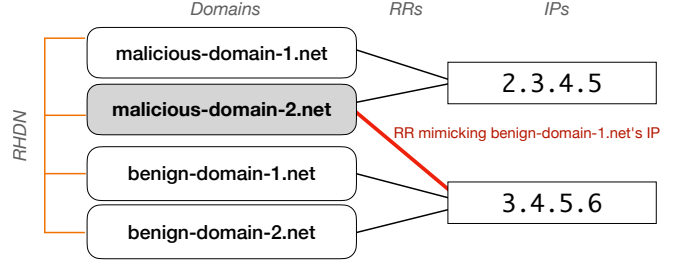 Domains RRs IPs
malicious-domain-1.net
2.3.4.5
malicious-domain-2.net
RHDN
RR mimicking benign-domain-1.net's IP
benign-domain-1.net
3.4.5.6
benign-domain-2.net